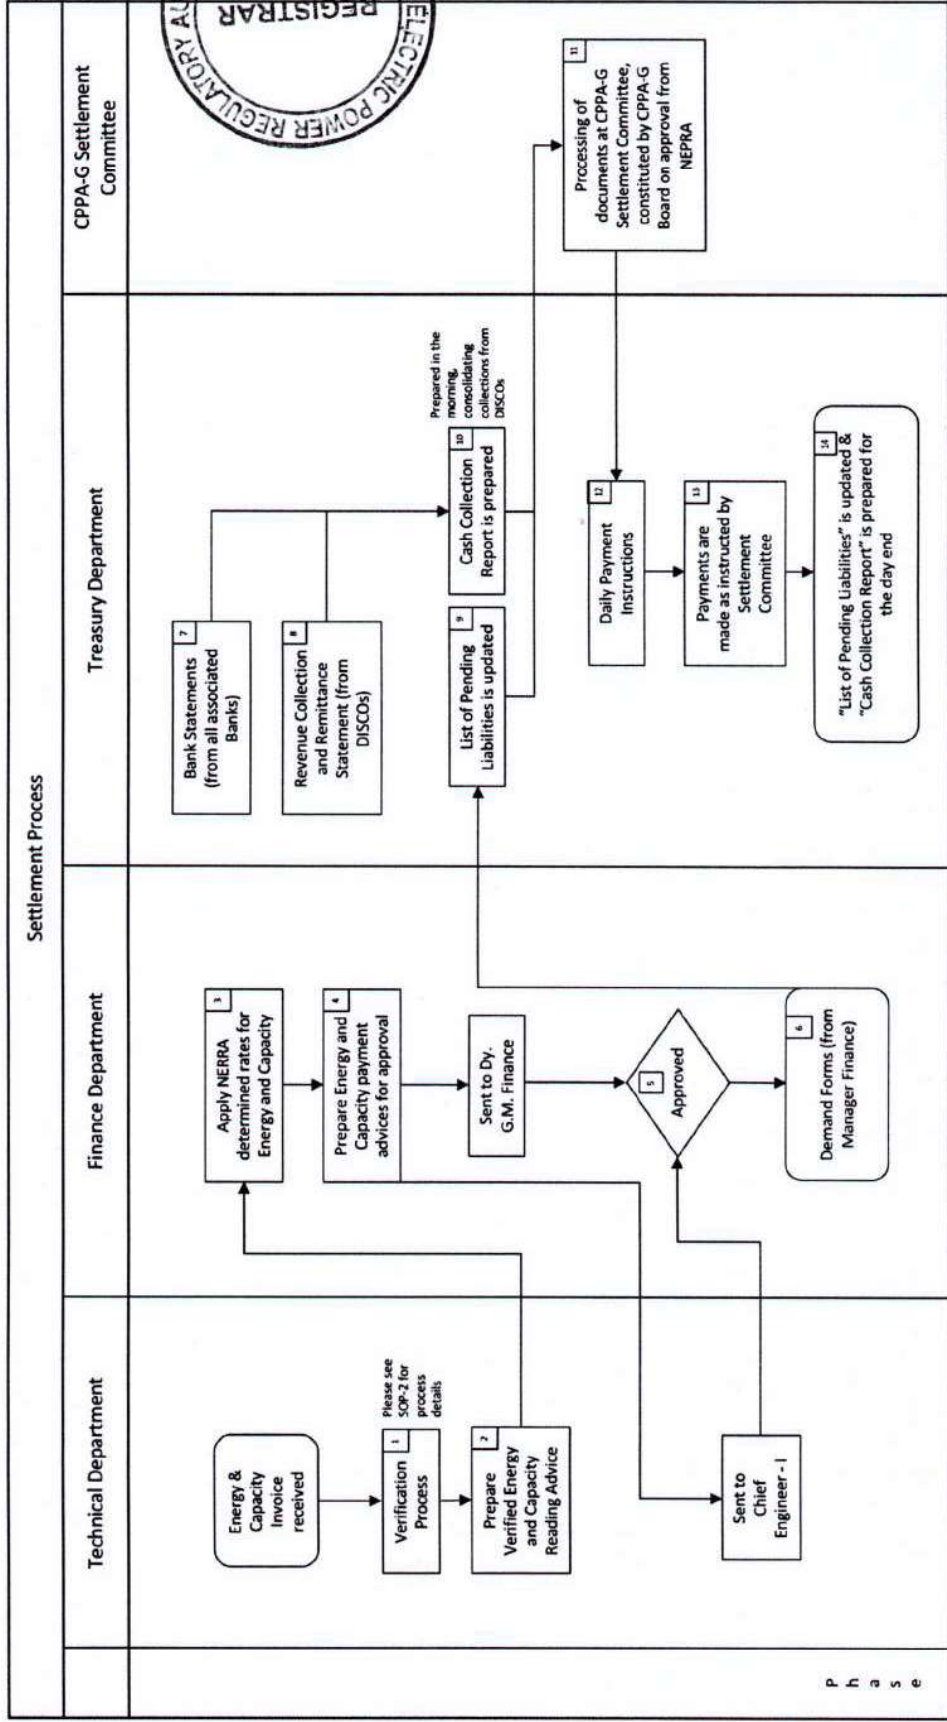 Settlement Process
Technical Department
Finance Department
Treasury Department
CPPA-G Settlement
Committee
Energy &
Capacity
Invoice
received
1
Verification
Process
Please see
SOP-2 for
process
details
2
Prepare
Verified Energy
and Capacity
Reading Advice
Sent to
Chief
Engineer - I
3
Apply NERRA
determined rates for
Energy and Capacity
4
Prepare Energy and
Capacity payment
advices for approval
Sent to Dy.
G.M. Finance
5
Approved
6
Demand Forms (from
Manager Finance)
7
Bank Statements
(from all associated
Banks)
8
Revenue Collection
and Remittance
Statement (from
DISCOs)
9
List of Pending
Liabilities is updated
10
Cash Collection
Report is prepared
Prepared in the
morning,
consolidating
collections from
DISCOs
11
Processing of
documents at CPPA-G
Settlement Committee,
constituted by CPPA-G
Board on approval from
NEPRA
12
Daily Payment
Instructions
13
Payments are
made as instructed by
Settlement
Committee
14
"List of Pending Liabilities" is updated &
"Cash Collection Report" is prepared for
the day end
Phase
REGISTRAR
ELECTRIC POWER REGULATORY